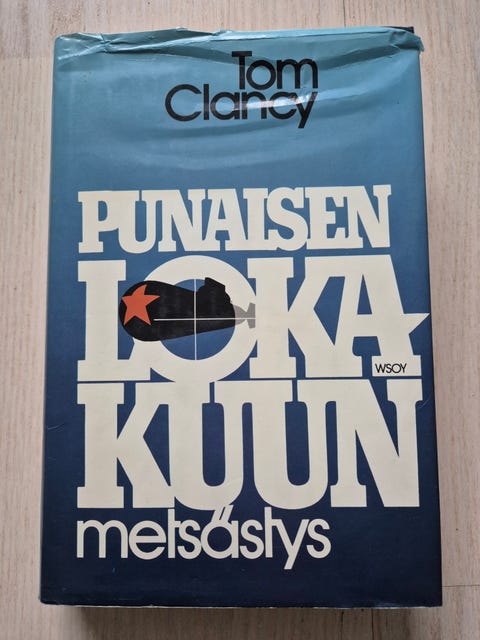 Tom
Clancy
PUNAISEN
LOKA
WSOY
KUUN
metsästys